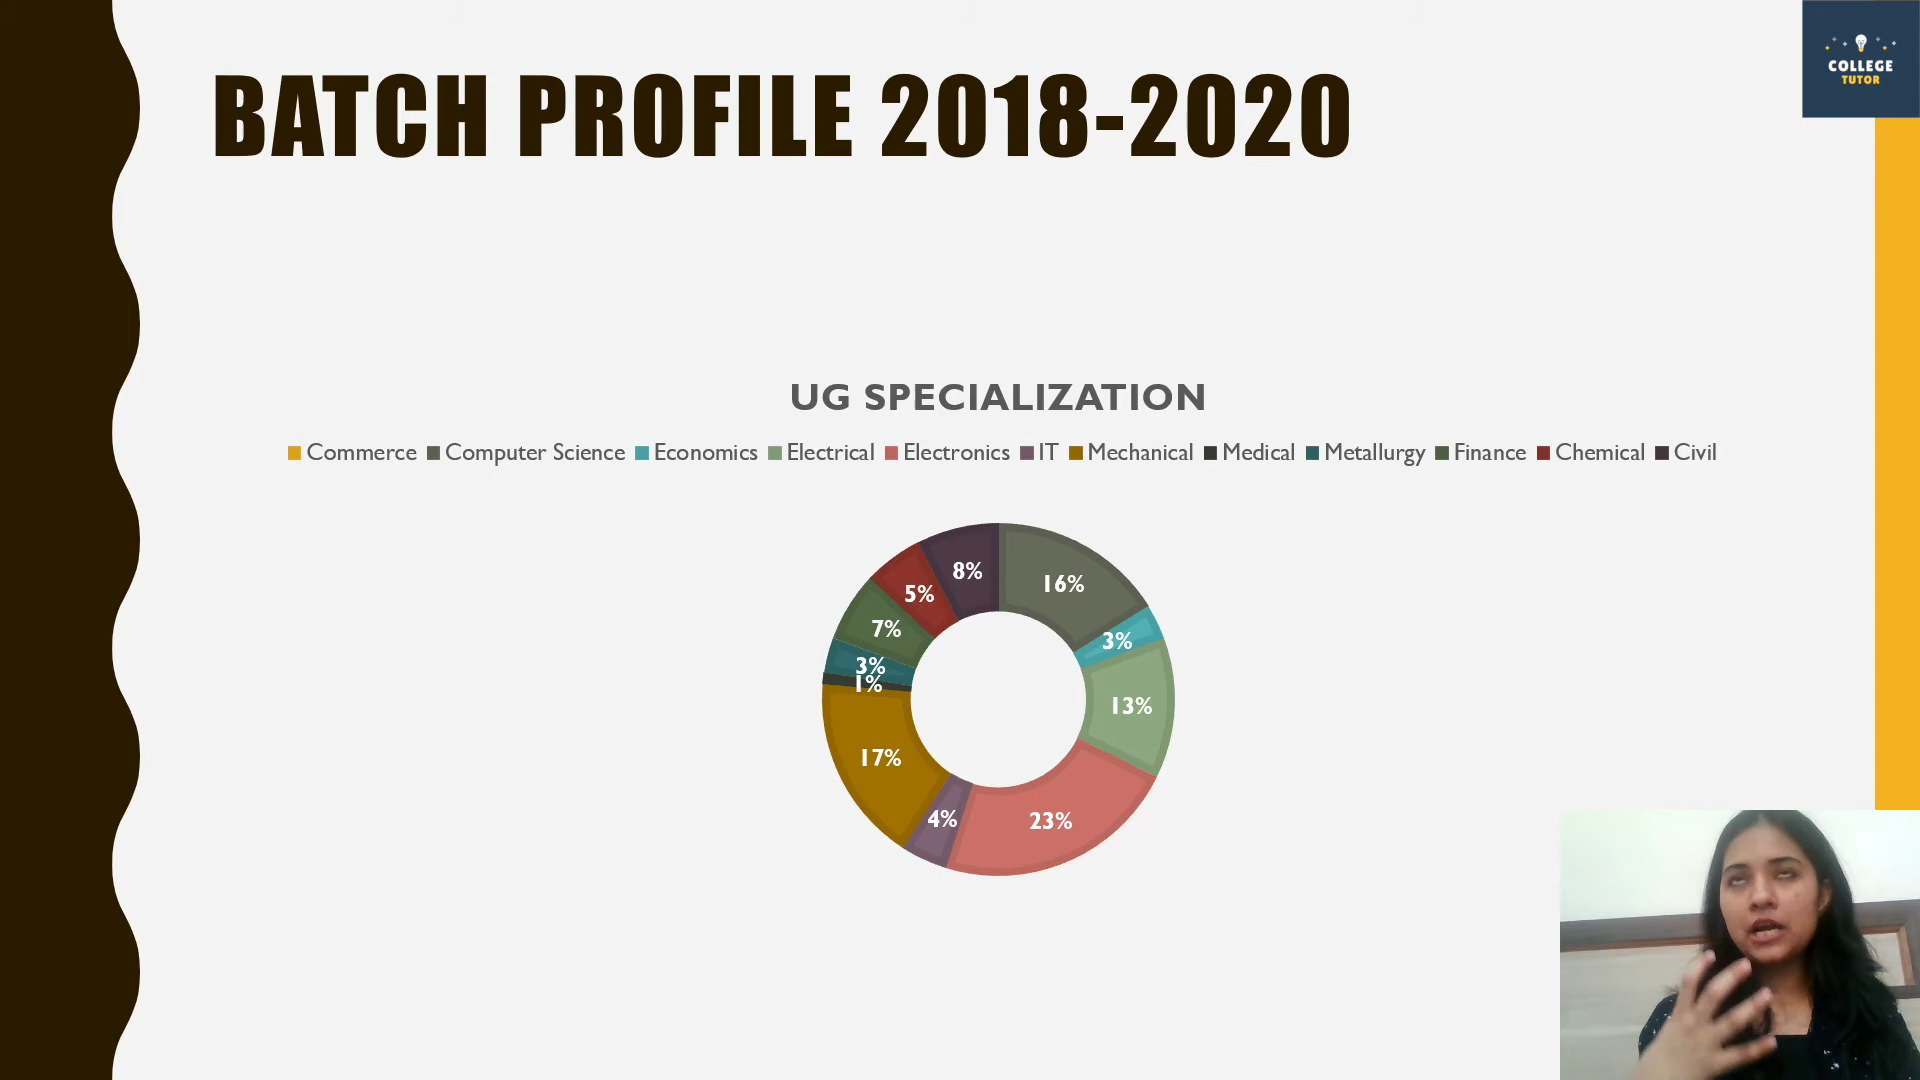 BATCH PROFILE 2018-2020
COLLEGE
TUTOR
UG SPECIALIZATION
Commerce Computer Science Economics Electrical Electronics IT Mechanical Medical Metallurgy Finance Chemical Civil
8%
16%
5%
7%
3%
3%
1%
13%
17%
4%
23%